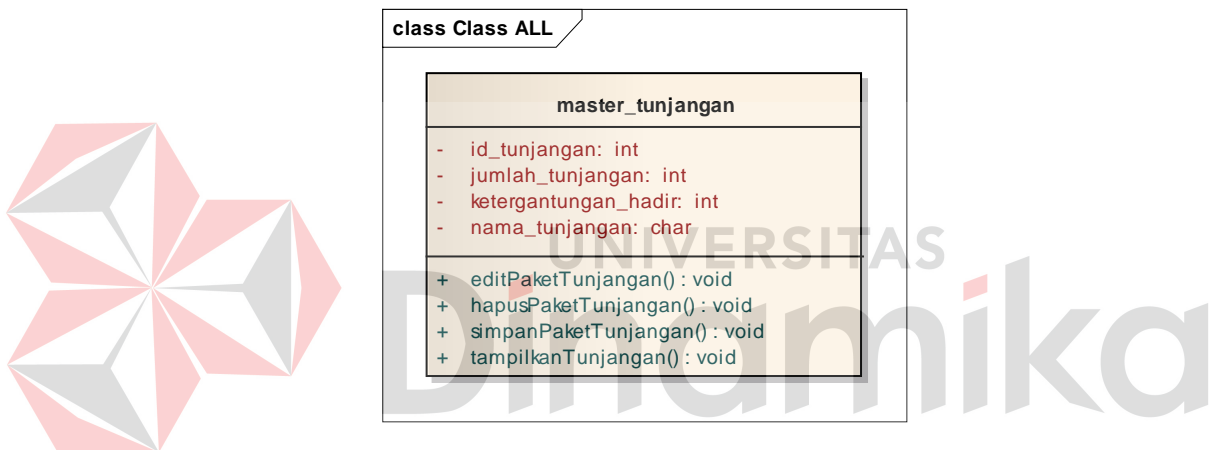 class Class ALL
master_tunjangan
- id_tunjangan: int
- jumlah_tunjangan: int
- ketergantungan_hadir: int
- nama_tunjangan: char
UNIVERSITAS
Dinamika
+ editPaketTunjangan() : void
+ hapusPaketTunjangan() : void
+ simpanPaketTunjangan() : void
+ tampilkanTunjangan() : void